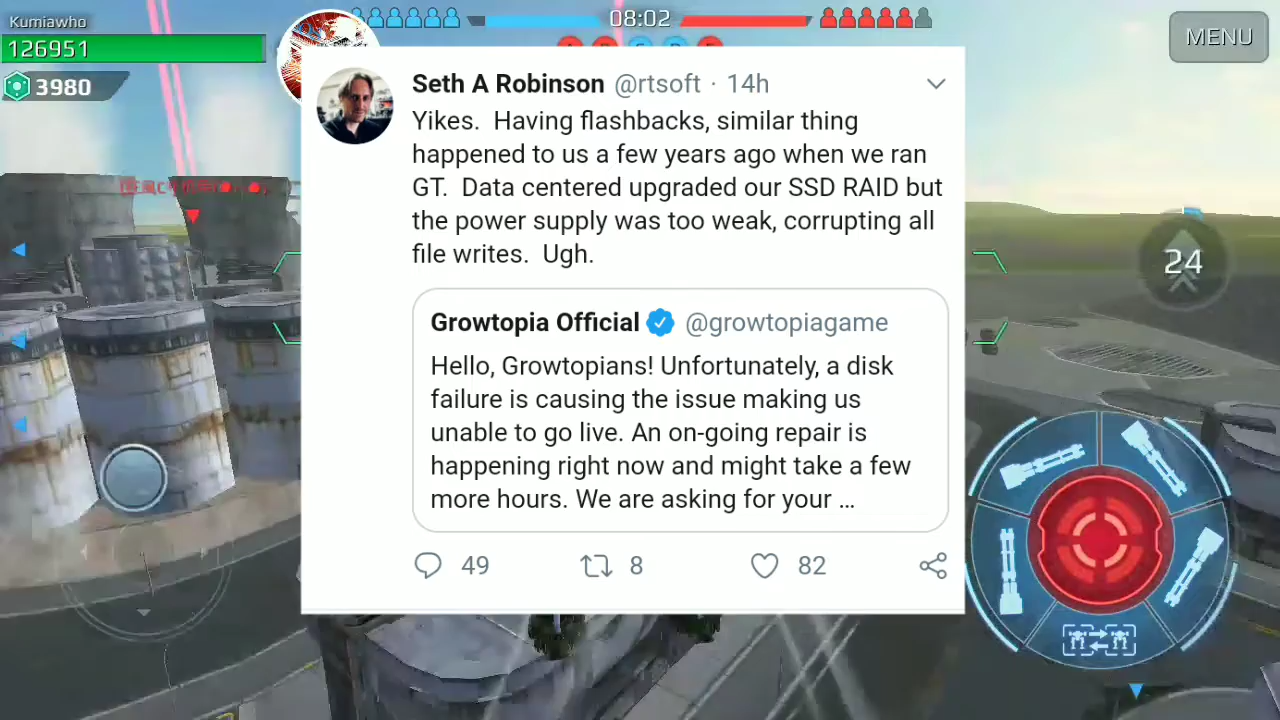 Kumiawho
126951
3980
08:02
MENU
Seth A Robinson @rtsoft · 14h
Yikes.  Having flashbacks, similar thing
happened to us a few years ago when we ran
GT.  Data centered upgraded our SSD RAID but
the power supply was too weak, corrupting all
file writes.  Ugh.
Growtopia Official @growtopiagame
Hello, Growtopians! Unfortunately, a disk
failure is causing the issue making us
unable to go live. An on-going repair is
happening right now and might take a few
more hours. We are asking for your ...
49
8
82
24